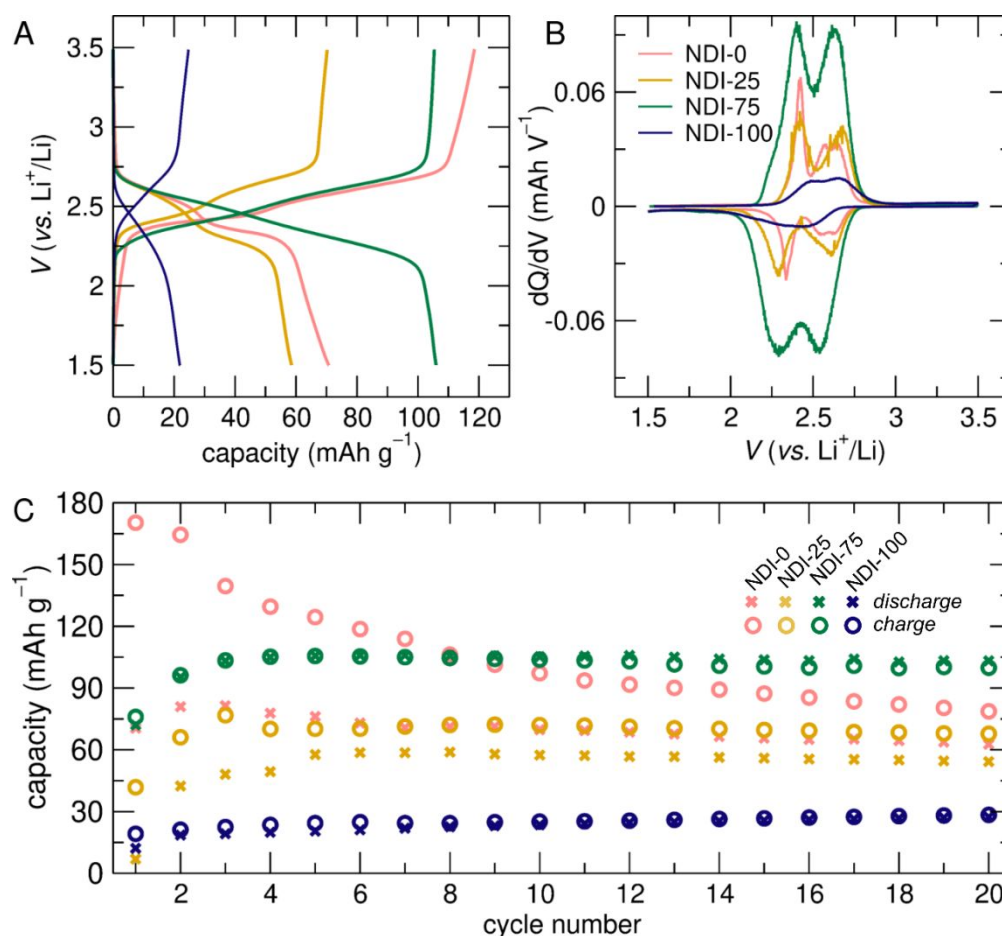 A
3.5
3
2.5
2
1.5
V (vs. Li⁺/Li)
0 20 40 60 80 100 120
capacity (mAh g⁻¹)
B
NDI-0
NDI-25
NDI-75
NDI-100
0.06
0
-0.06
dQ/dV (mAh V⁻¹)
1.5 2 2.5 3 3.5
V (vs. Li⁺/Li)
C
180
150
120
90
60
30
0
capacity (mAh g⁻¹)
NDI-0 NDI-25 NDI-75 NDI-100
discharge
charge
2 4 6 8 10 12 14 16 18 20
cycle number